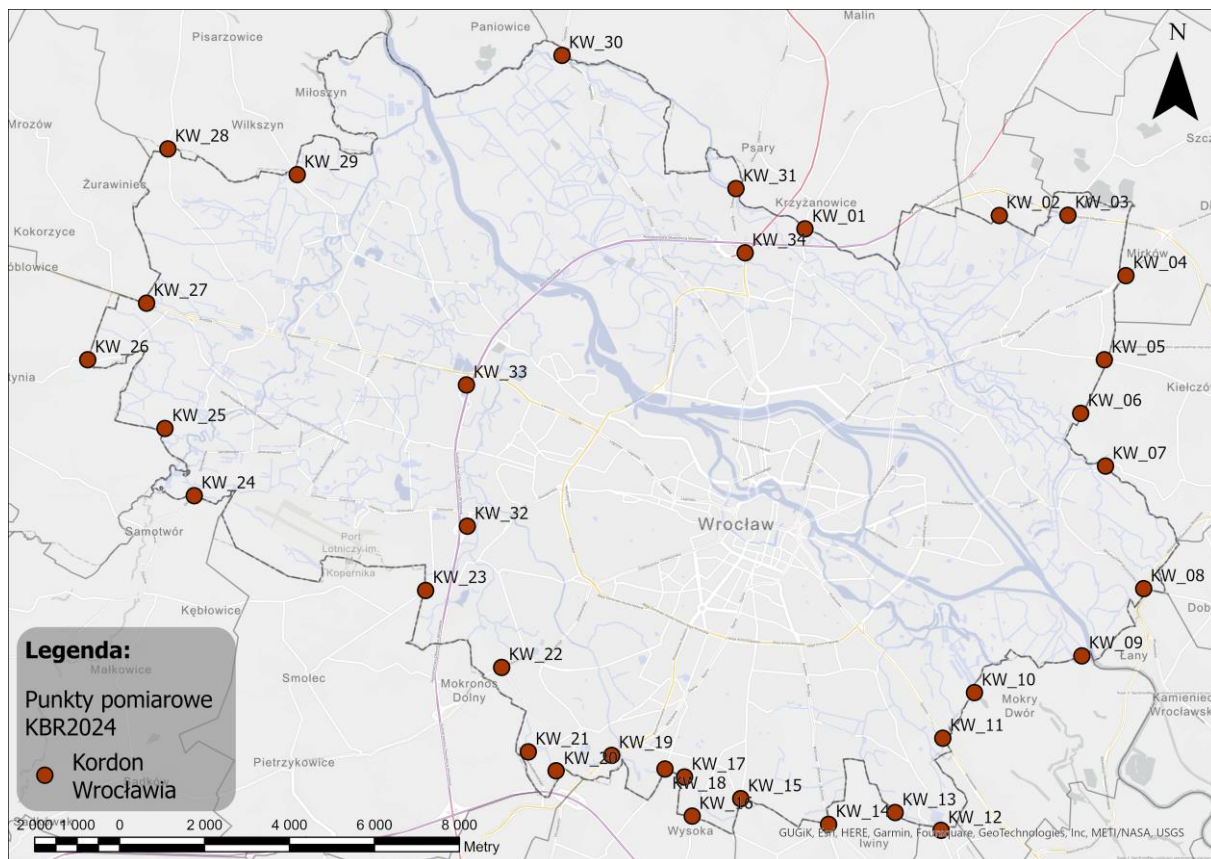 Paniowice
Malin
Pisarzowice
KW_30
N
Miłoszyn
Mrozów
Wilkszyn
KW_28
Psary
KW_29
Żurawiniec
KW_31
Krzyżanowice
KW_02
KW_03
KW_01
Kokorzyce
KW_34
Mirków
KW_04
KW_27
KW_26
KW_05
KW_33
Kiełczów
KW_06
KW_25
KW_07
KW_24
Samotwór
KW_32
Wrocław
Port
Lotniczy im.
Kopernika
KW_23
KW_08
Kębłowice
Legenda:
Punkty pomiarowe
KBR2024
Kordon
Wrocławia
KW_09
Łany
Małkowice
KW_22
Smolec
Mokronos
Dolny
KW_10
Mokry
Dwór
Kamieniec
Wrocławski
KW_11
KW_21
KW_19
Pietrzykowice
KW_20
KW_17
KW_18
KW_15
KW_16
KW_13
KW_14
KW_12
Wysoka
Iwiny
Sadków
2 000 1 000 0 2 000 4 000 6 000 8 000
Metry
GUGiK, Esri, HERE, Garmin, Foursquare, GeoTechnologies, Inc, METI/NASA, USGS